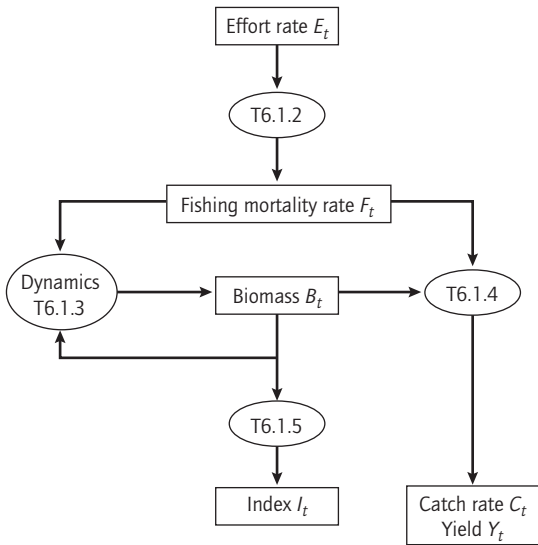 Effort rate E_t
T6.1.2
Fishing mortality rate F_t
Dynamics
T6.1.3
Biomass B_t
T6.1.4
T6.1.5
Index I_t
Catch rate C_t
Yield Y_t